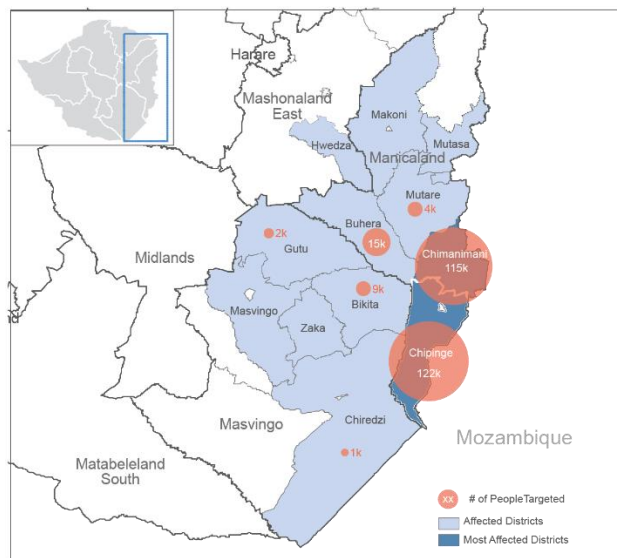 Harare
Mashonaland
East
Makoni
Mutasa
Hwedza
Manicaland
Mutare
4k
Buhera
15k
2k
Gutu
Chimanimani
115k
Midlands
9k
Bikita
Masvingo
Zaka
Chipinge
122k
Masvingo
Chiredzi
Mozambique
1k
Matabeleland
South
xx # of PeopleTargeted
Affected Districts
Most Affected Districts